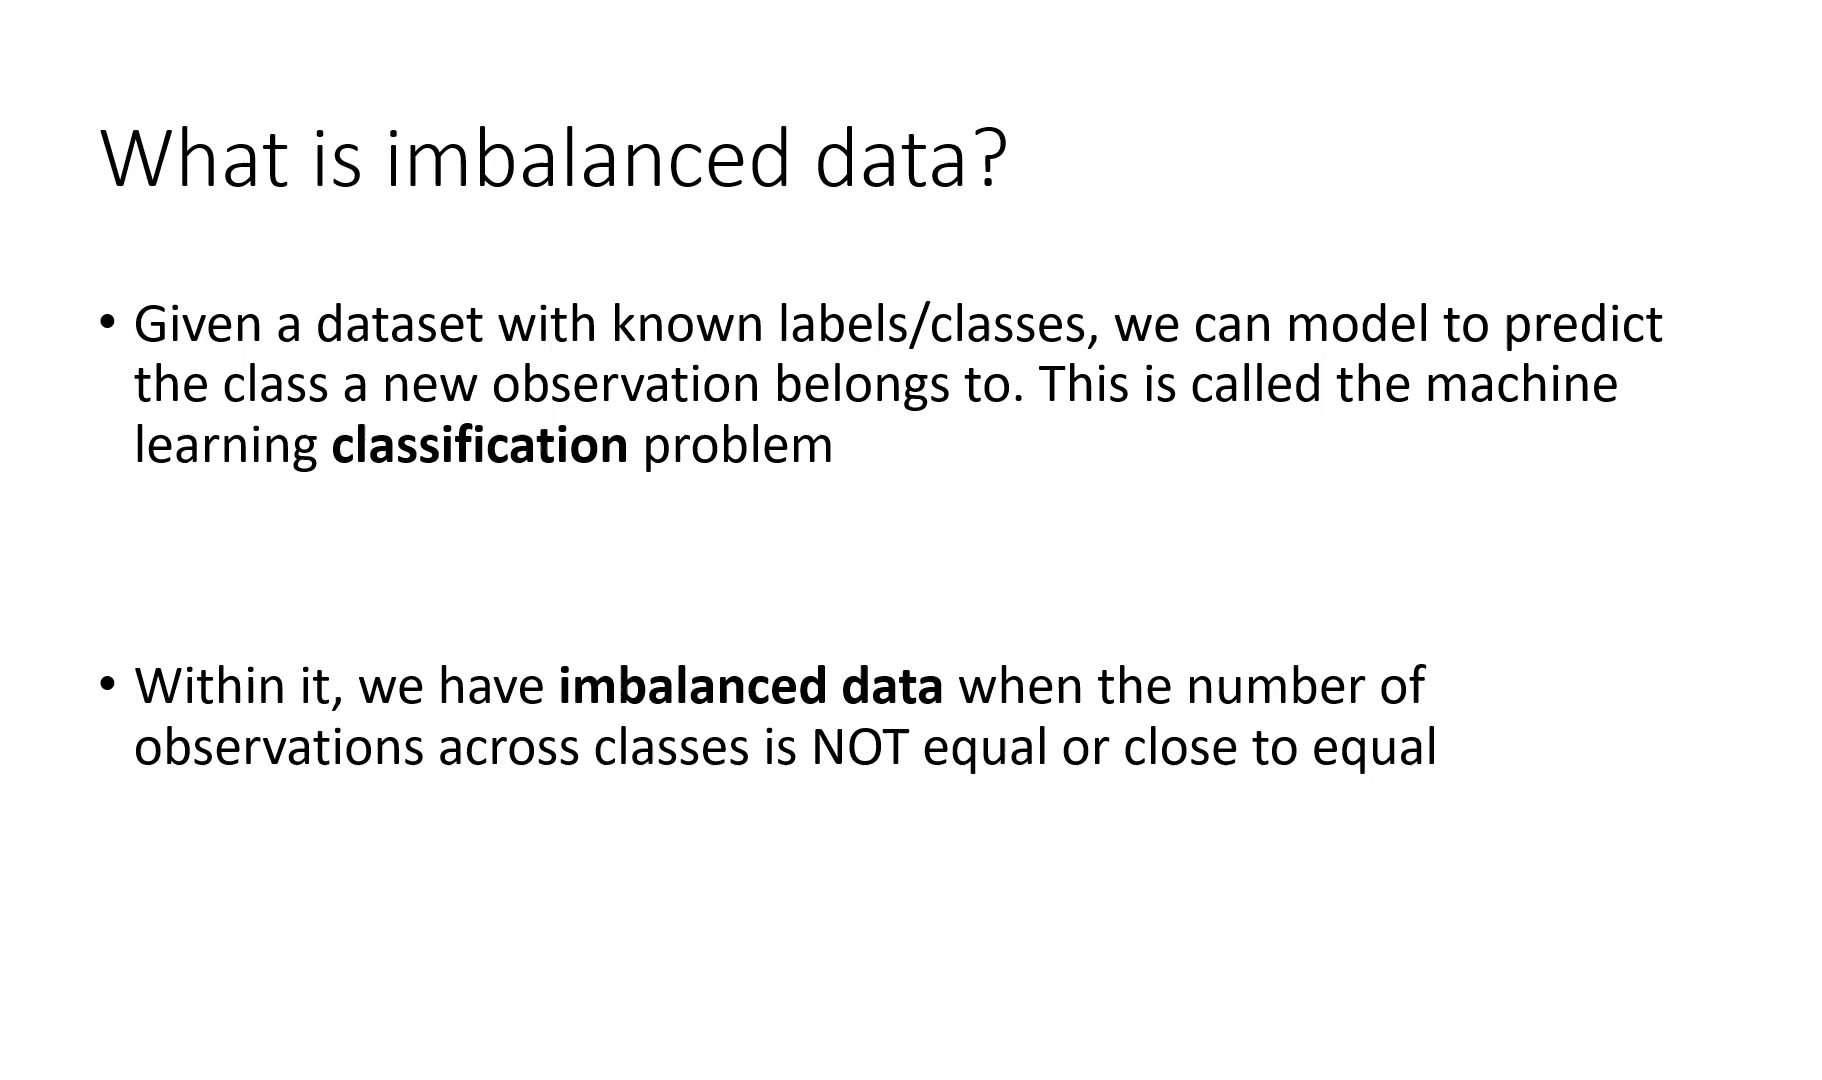 What is imbalanced data?
• Given a dataset with known labels/classes, we can model to predict
the class a new observation belongs to. This is called the machine
learning classification problem
• Within it, we have imbalanced data when the number of
observations across classes is NOT equal or close to equal